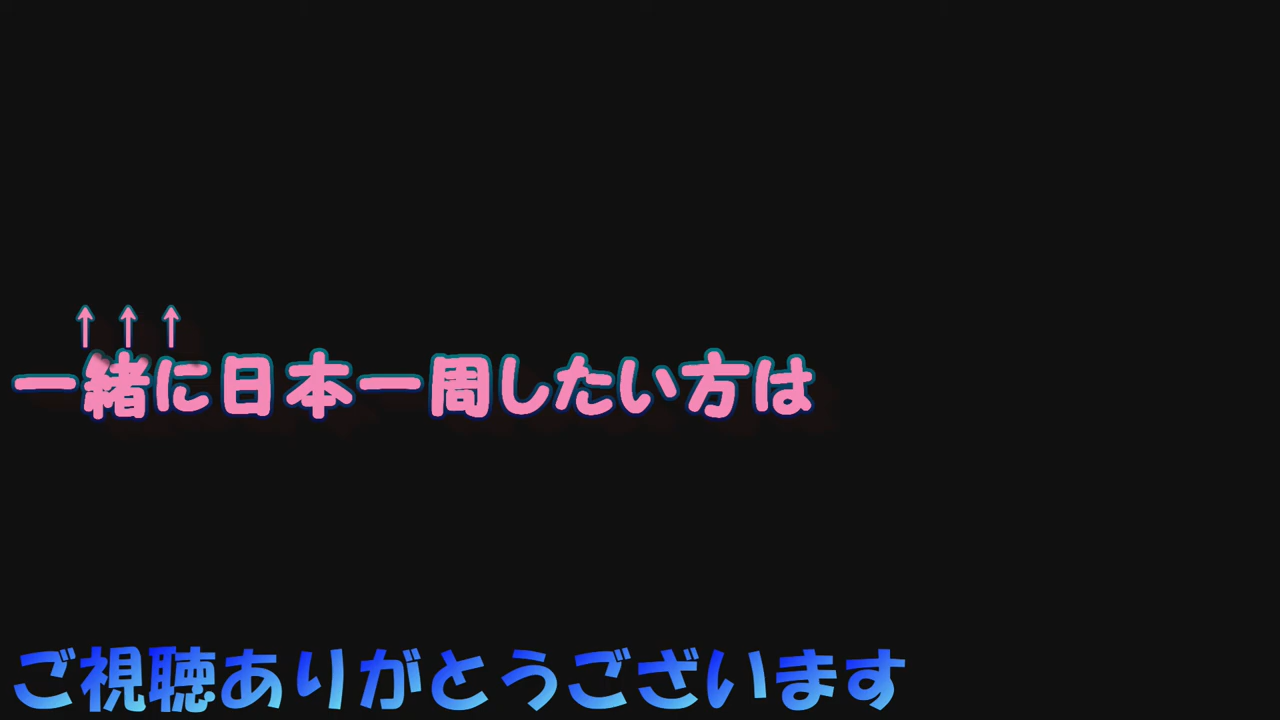 ↑ ↑ ↑
一緒に日本一周したい方は
ご視聴ありがとうございます